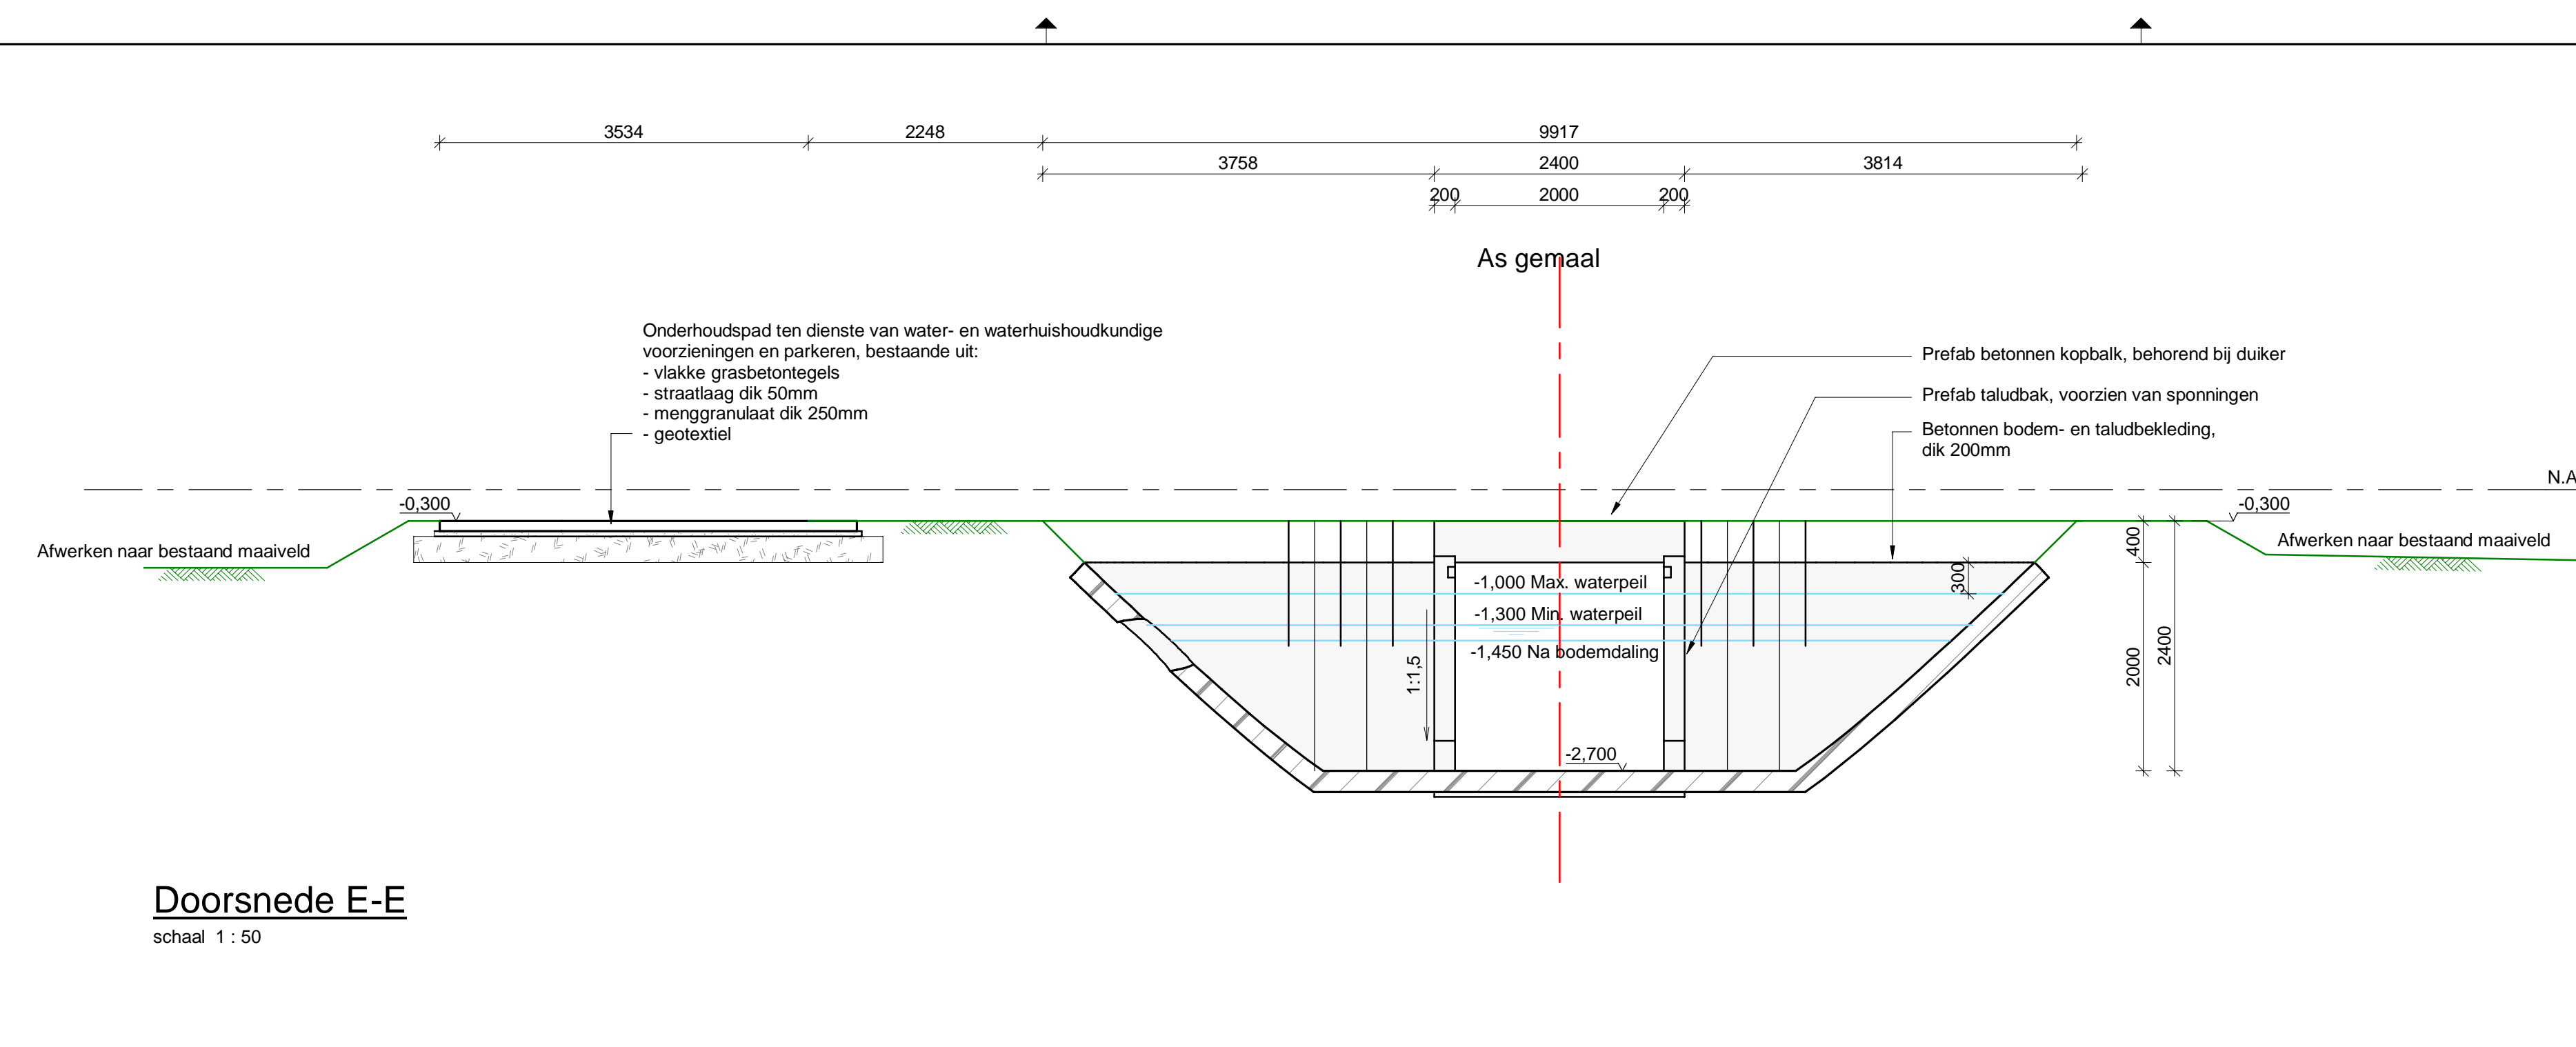 3534
2248
9917
3758
2400
3814
200
2000
200
As gemaal
Onderhoudspad ten dienste van water- en waterhuishoudkundige
voorzieningen en parkeren, bestaande uit:
- vlakke grasbetontegels
- straatlaag dik 50mm
- menggranulaat dik 250mm
- geotextiel
Prefab betonnen kopbalk, behorend bij duiker
Prefab taludbak, voorzien van sponningen
Betonnen bodem- en taludbekleding,
dik 200mm
N.A
-0,300
-0,300
Afwerken naar bestaand maaiveld
Afwerken naar bestaand maaiveld
400
300
-1,000 Max. waterpeil
-1,300 Min. waterpeil
-1,450 Na bodemdaling
1:1,5
2000
2400
-2,700
Doorsnede E-E
schaal 1 : 50